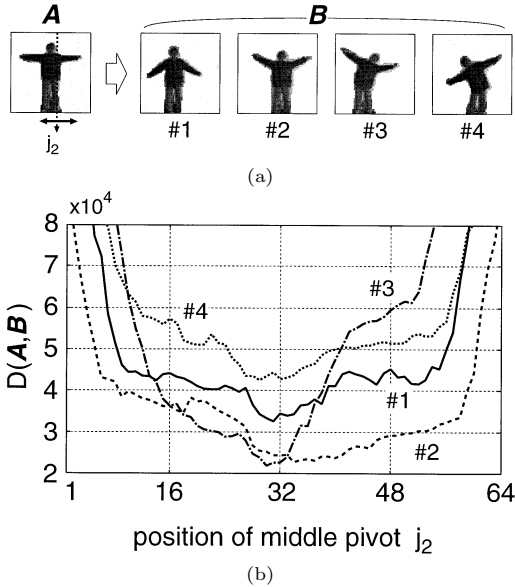 A
B
j2
#1
#2
#3
#4
(a)
x10^4
8
7
6
5
4
3
2
D(A,B)
#4
#3
#1
#2
1
16
32
48
64
position of middle pivot j2
(b)